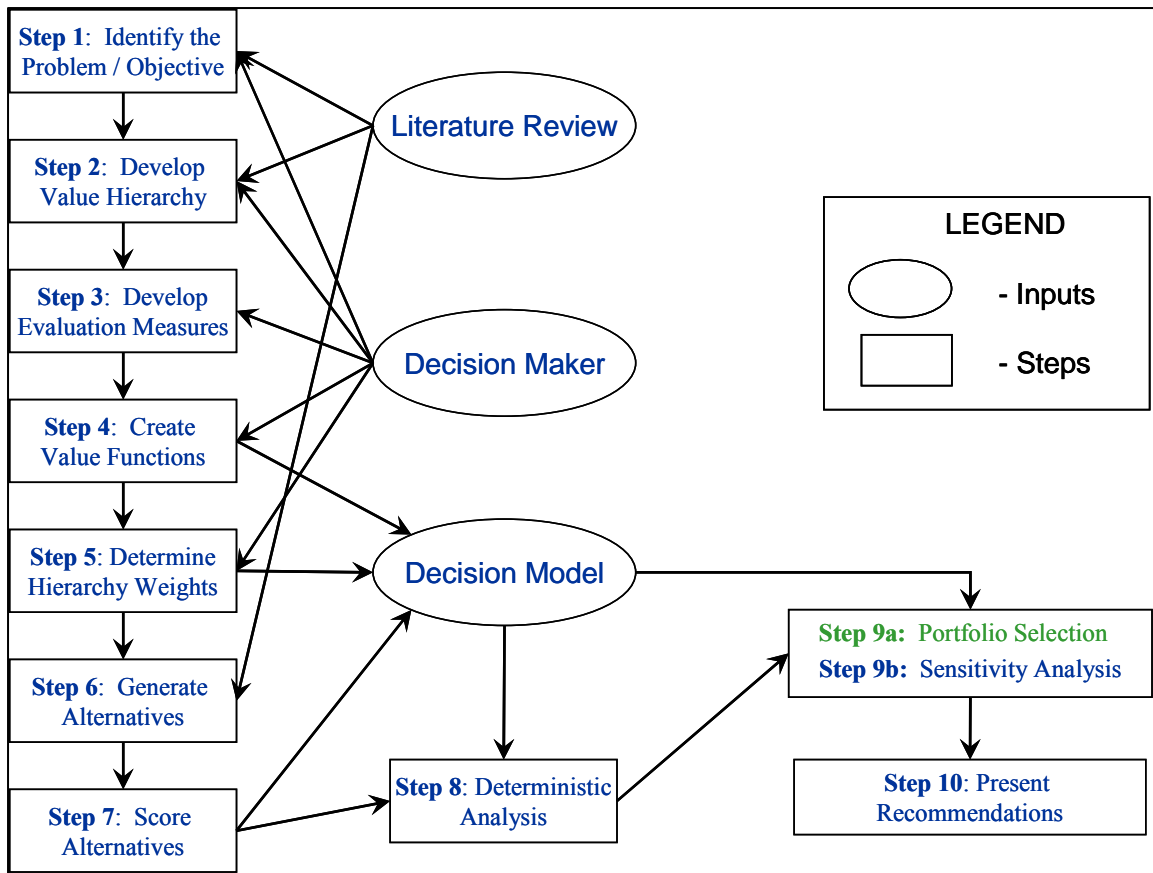 Step 1:  Identify the
Problem / Objective
Literature Review
Step 2:  Develop
Value Hierarchy
LEGEND
- Inputs
- Steps
Step 3:  Develop
Evaluation Measures
Decision Maker
Step 4:  Create
Value Functions
Step 5: Determine
Hierarchy Weights
Decision Model
Step 6:  Generate
Alternatives
Step 7:  Score
Alternatives
Step 8: Deterministic
Analysis
Step 9a:  Portfolio Selection
Step 9b:  Sensitivity Analysis
Step 10: Present
Recommendations